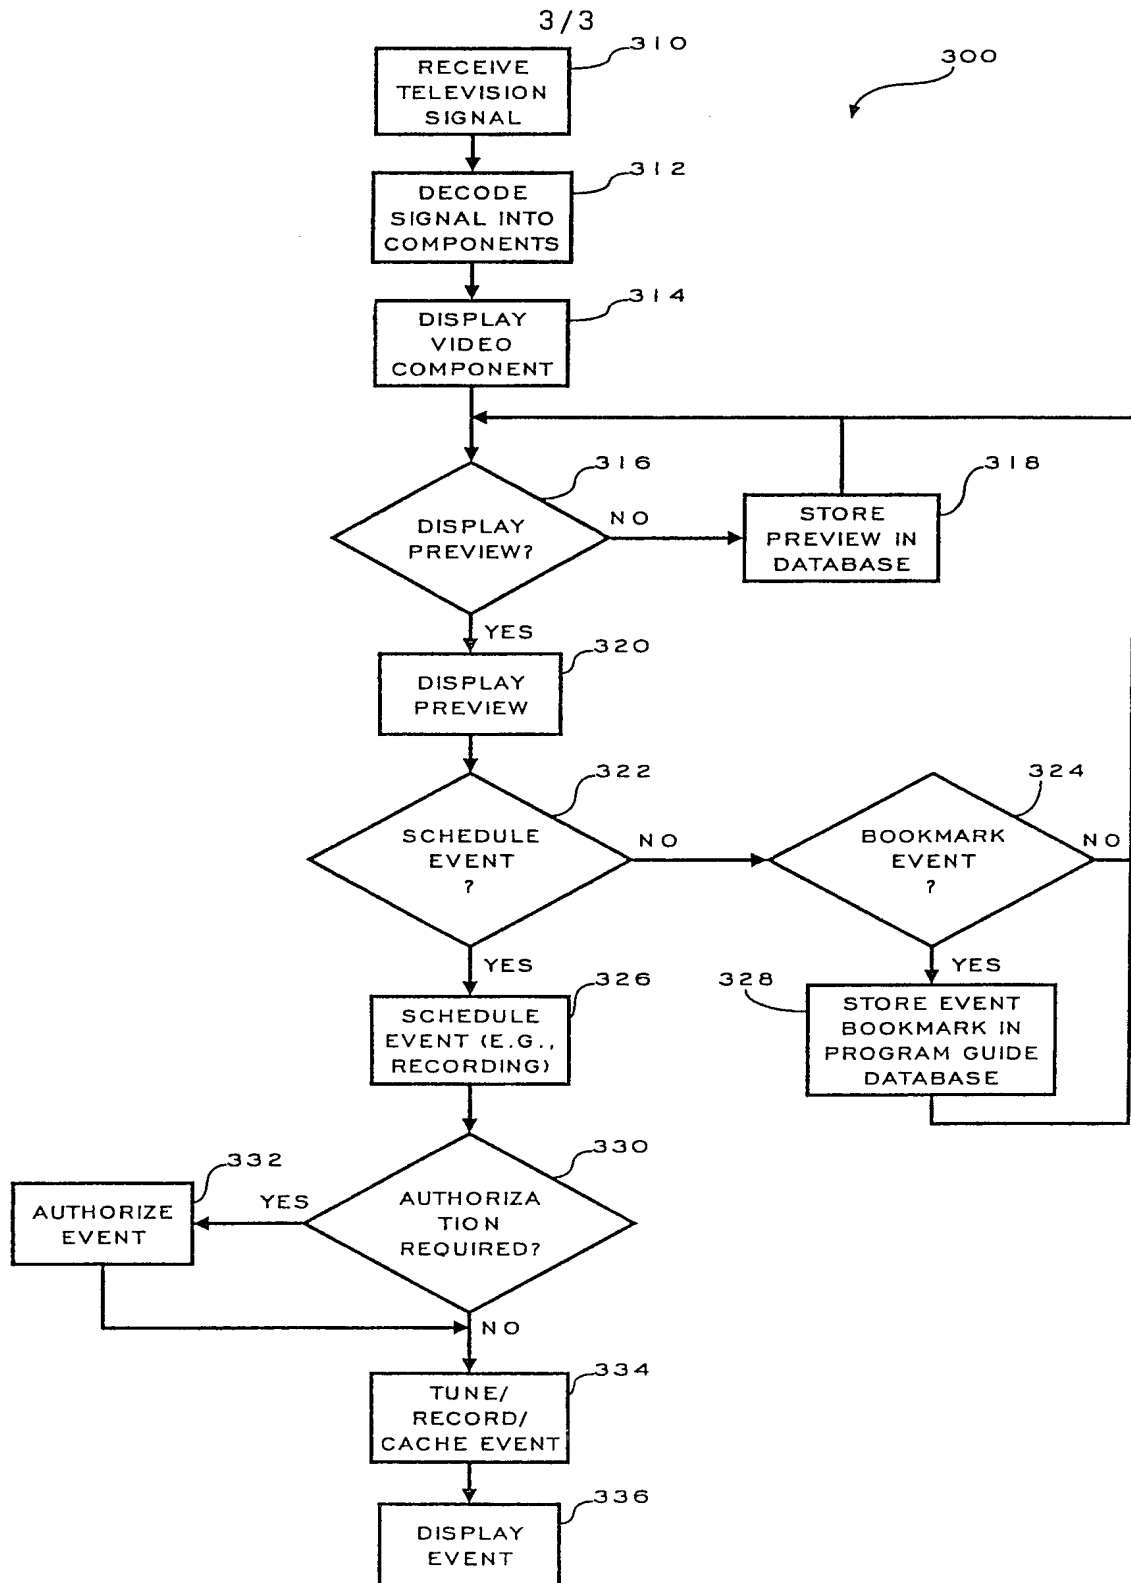 3/3
310
RECEIVE
TELEVISION
SIGNAL
300
312
DECODE
SIGNAL INTO
COMPONENTS
314
DISPLAY
VIDEO
COMPONENT
316
DISPLAY
PREVIEW?
NO
318
STORE
PREVIEW IN
DATABASE
YES
320
DISPLAY
PREVIEW
322
SCHEDULE
EVENT
?
NO
324
BOOKMARK
EVENT
?
NO
YES
326
SCHEDULE
EVENT (E.G.,
RECORDING)
YES
328
STORE EVENT
BOOKMARK IN
PROGRAM GUIDE
DATABASE
330
AUTHORIZA
TION
REQUIRED?
YES
332
AUTHORIZE
EVENT
NO
334
TUNE/
RECORD/
CACHE EVENT
336
DISPLAY
EVENT